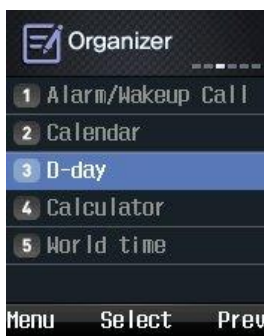 Organizer
1 Alarm/Wakeup Call
2 Calendar
3 D-day
4 Calculator
5 World time
Menu Select Prev